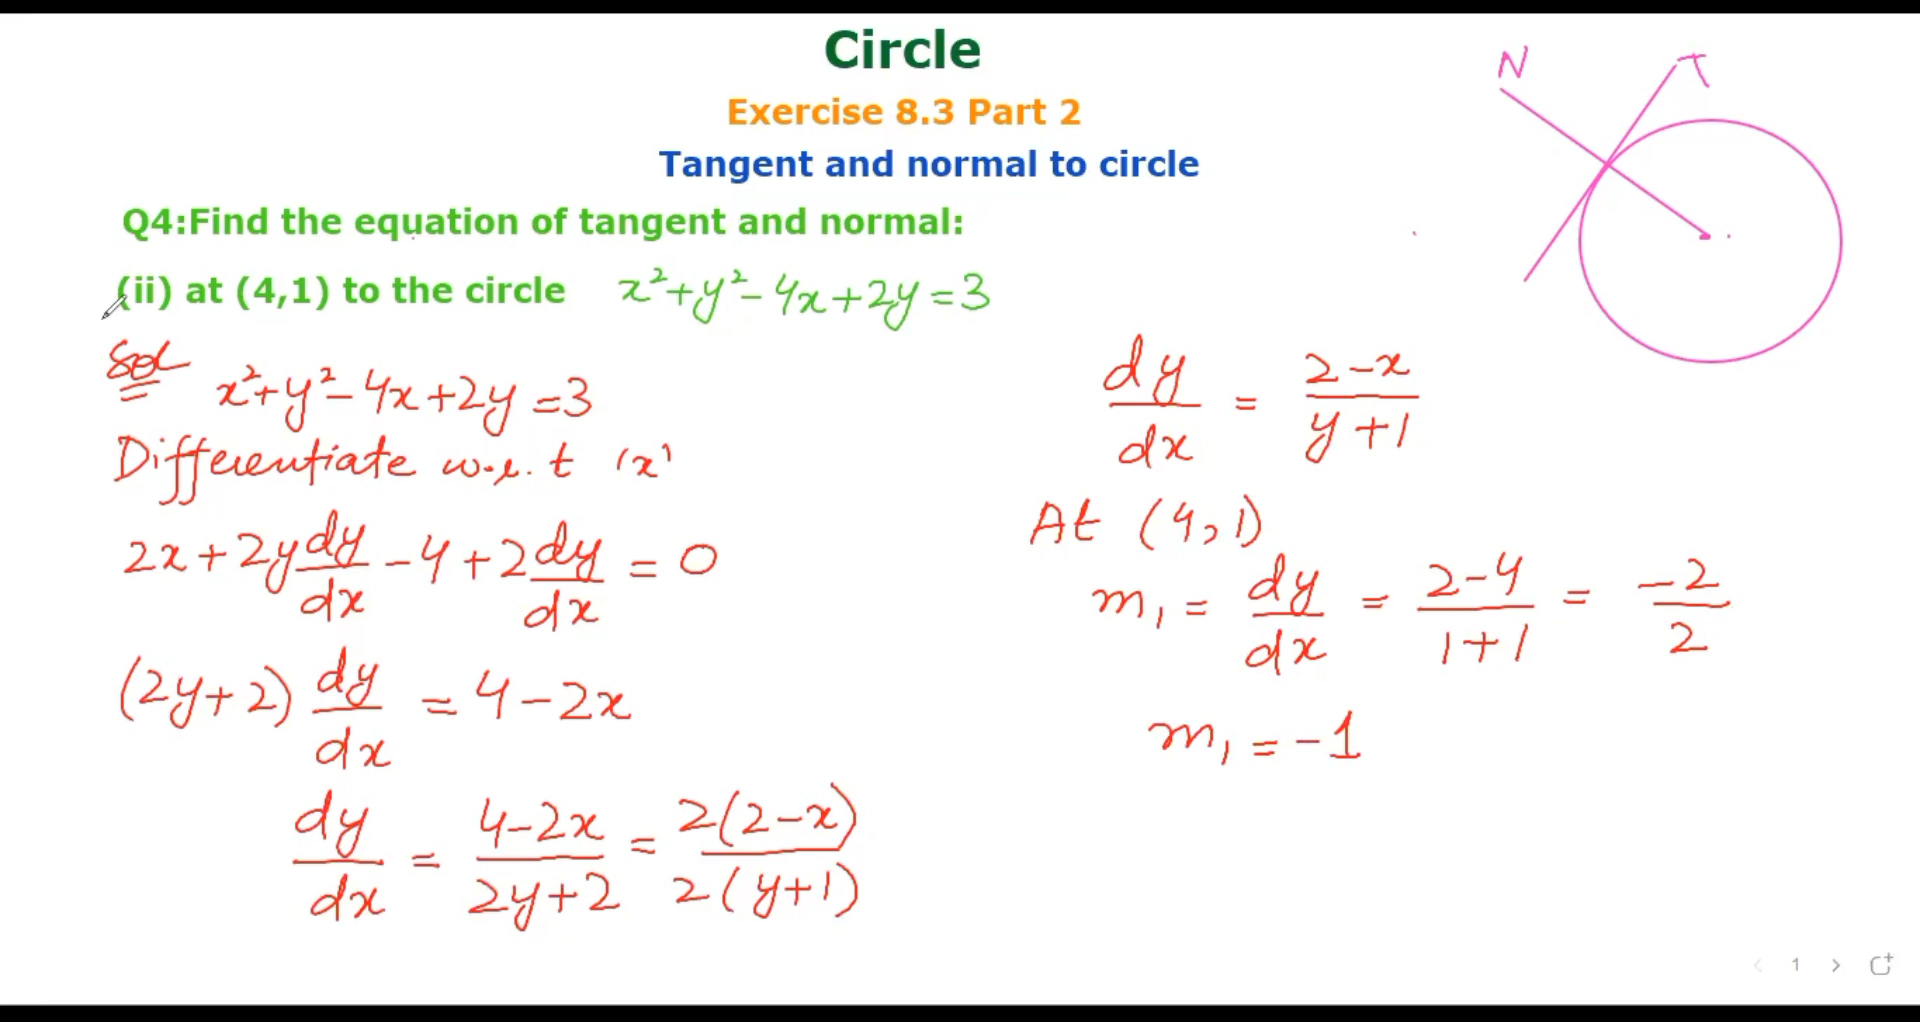 Circle
Exercise 8.3 Part 2
Tangent and normal to circle
N
T
Q4:Find the equation of tangent and normal:
(ii) at (4,1) to the circle x²+y²-4x+2y=3
Sol
x²+y²-4x+2y=3
Differentiate w.r.t 'x'
2x+2y dy/dx -4+2 dy/dx = 0
(2y+2) dy/dx = 4-2x
dy/dx = 4-2x/2y+2 = 2(2-x)/2(y+1)
dy/dx = 2-x/y+1
At (4,1)
m₁ = dy/dx = 2-4/1+1 = -2/2
m₁ = -1
1